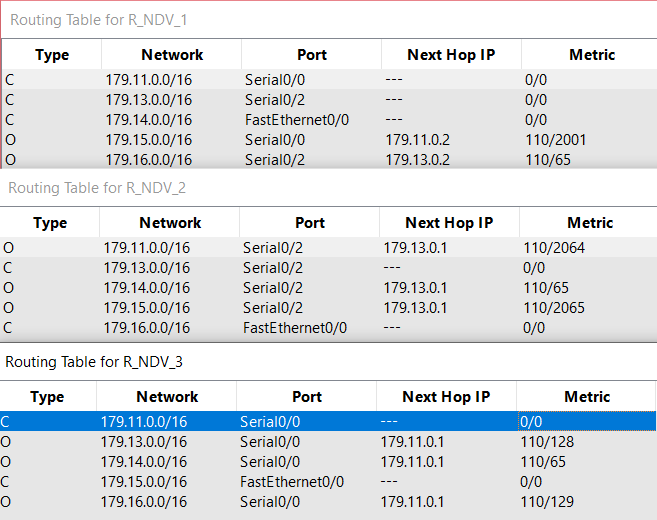 Routing Table for R_NDV_1
Type Network Port Next Hop IP Metric
C 179.11.0.0/16 Serial0/0 --- 0/0
C 179.13.0.0/16 Serial0/2 --- 0/0
C 179.14.0.0/16 FastEthernet0/0 --- 0/0
O 179.15.0.0/16 Serial0/0 179.11.0.2 110/2001
O 179.16.0.0/16 Serial0/2 179.13.0.2 110/65
Routing Table for R_NDV_2
Type Network Port Next Hop IP Metric
O 179.11.0.0/16 Serial0/2 179.13.0.1 110/2064
C 179.13.0.0/16 Serial0/2 --- 0/0
O 179.14.0.0/16 Serial0/2 179.13.0.1 110/65
O 179.15.0.0/16 Serial0/2 179.13.0.1 110/2065
C 179.16.0.0/16 FastEthernet0/0 --- 0/0
Routing Table for R_NDV_3
Type Network Port Next Hop IP Metric
C 179.11.0.0/16 Serial0/0 --- 0/0
O 179.13.0.0/16 Serial0/0 179.11.0.1 110/128
O 179.14.0.0/16 Serial0/0 179.11.0.1 110/65
C 179.15.0.0/16 FastEthernet0/0 --- 0/0
O 179.16.0.0/16 Serial0/0 179.11.0.1 110/129